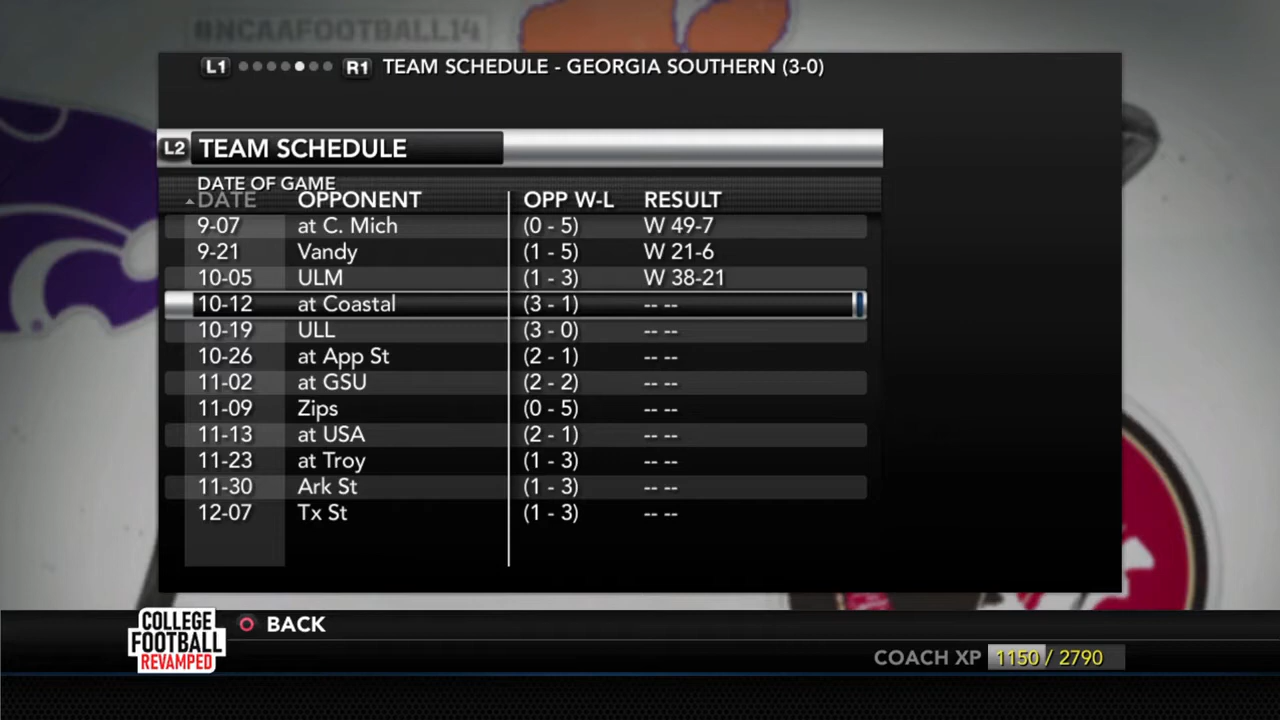 #NCAAFOOTBALL14
L1 R1 TEAM SCHEDULE - GEORGIA SOUTHERN (3-0)
L2 TEAM SCHEDULE
DATE OF GAME
DATE OPPONENT OPP W-L RESULT
9-07 at C. Mich (0 - 5) W 49-7
9-21 Vandy (1 - 5) W 21-6
10-05 ULM (1 - 3) W 38-21
10-12 at Coastal (3 - 1) -- --
10-19 ULL (3 - 0) -- --
10-26 at App St (2 - 1) -- --
11-02 at GSU (2 - 2) -- --
11-09 Zips (0 - 5) -- --
11-13 at USA (2 - 1) -- --
11-23 at Troy (1 - 3) -- --
11-30 Ark St (1 - 3) -- --
12-07 Tx St (1 - 3) -- --
COLLEGE
FOOTBALL
REVAMPED
BACK
COACH XP 1150 / 2790